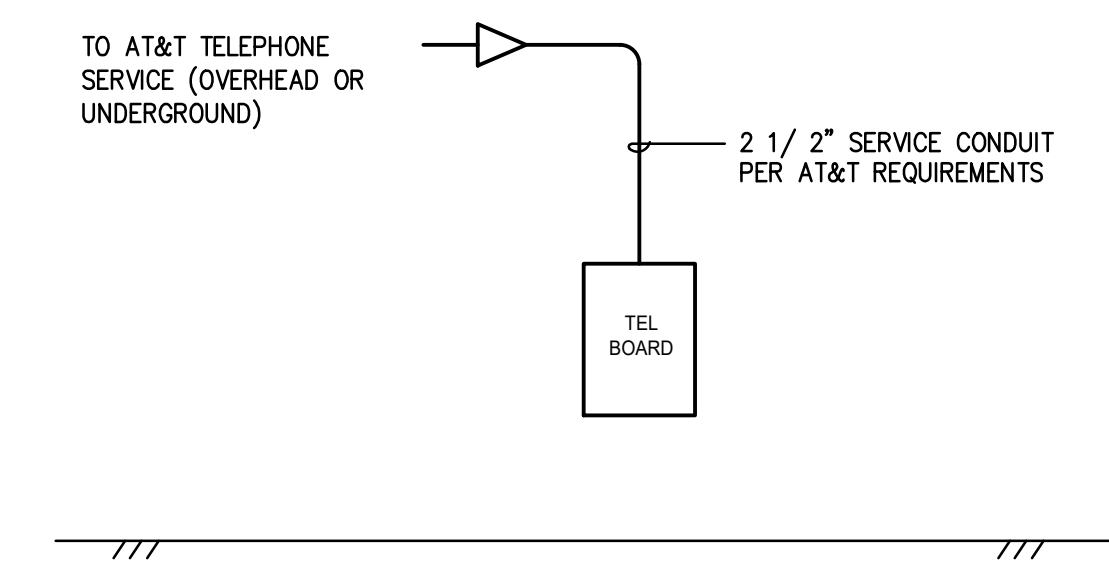 TO AT&T TELEPHONE
SERVICE (OVERHEAD OR
UNDERGROUND)
2 1/ 2" SERVICE CONDUIT
PER AT&T REQUIREMENTS
TEL
BOARD